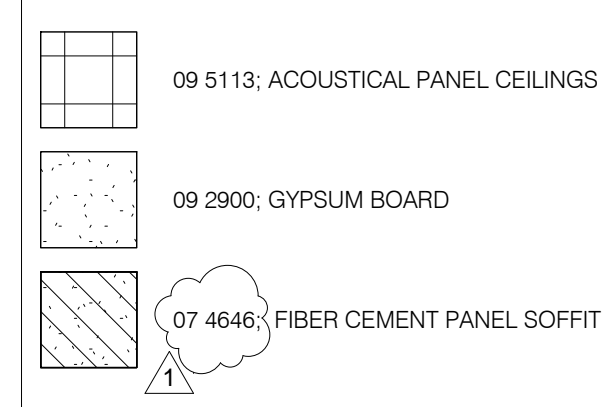 09 5113; ACOUSTICAL PANEL CEILINGS
09 2900; GYPSUM BOARD
07 4646; FIBER CEMENT PANEL SOFFIT
1